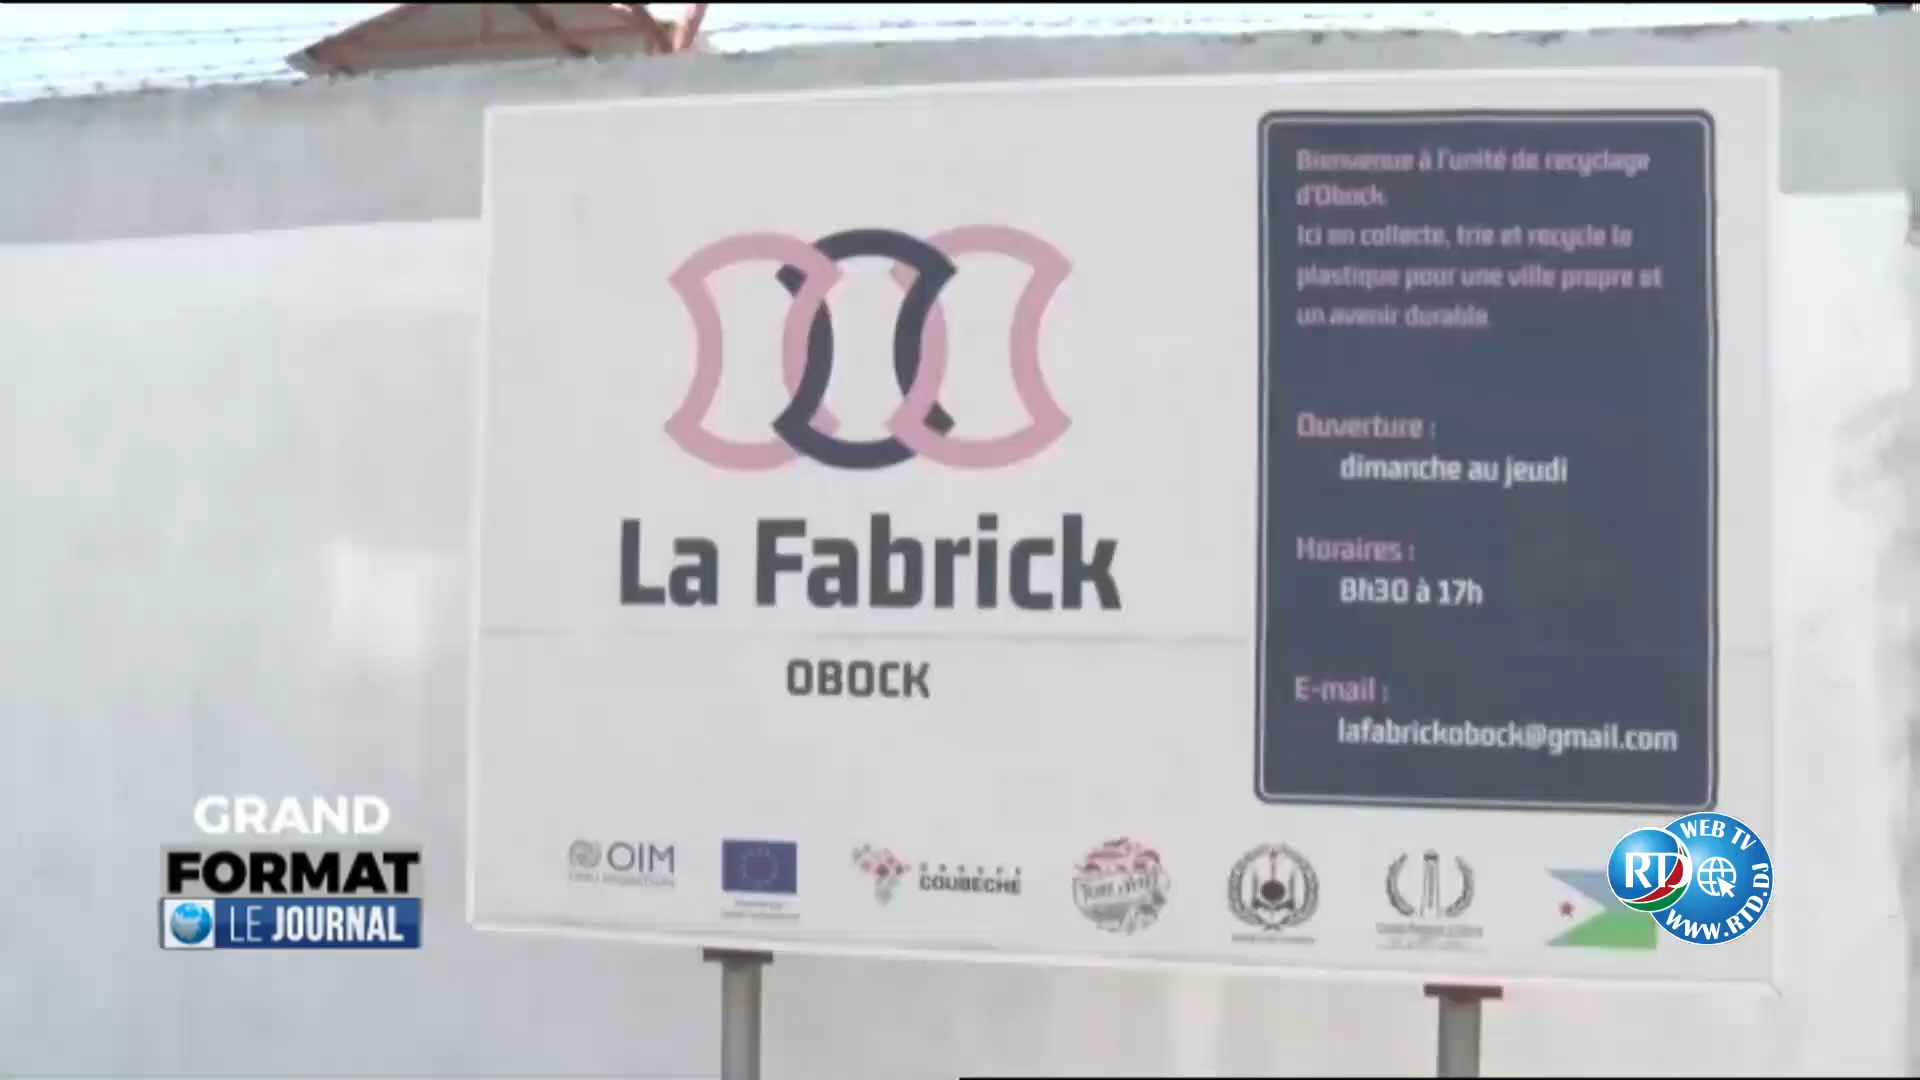 La Fabrick
OBOCK
Bienvenue à l'unité de recyclage
d'Obock.
Ici on collecte, trie et recycle le
plastique pour une ville propre et
un avenir durable.
Ouverture :
dimanche au jeudi
Horaires :
8h30 à 17h
E-mail :
lafabrickobock@gmail.com
OIM
GROUPE
COUBÈCHE
GRAND
FORMAT
LE JOURNAL
WEB TV
RTD
WWW.RTD.DJ